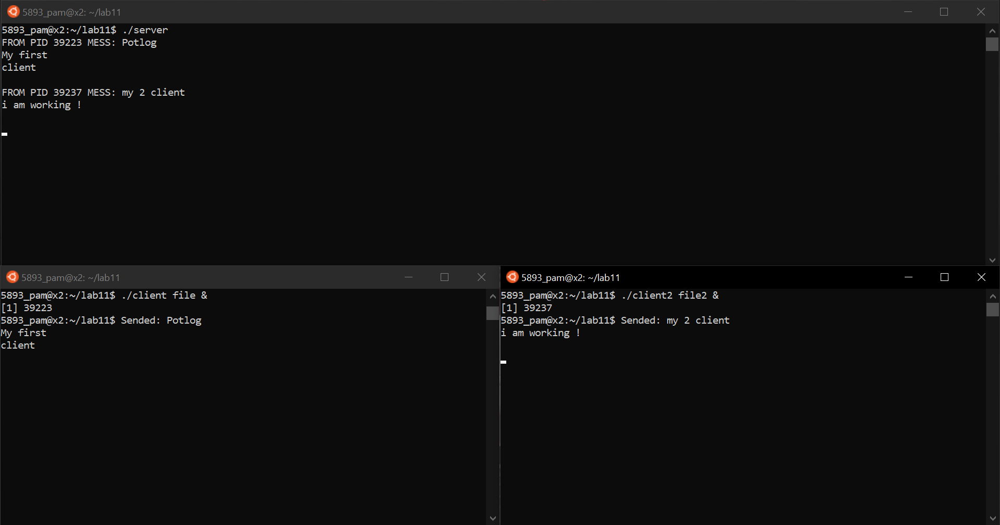 5893_pam@x2: ~/lab11
5893_pam@x2:~/lab11$ ./server
FROM PID 39223 MESS: Potlog
My first
client
FROM PID 39237 MESS: my 2 client
i am working !
5893_pam@x2: ~/lab11
5893_pam@x2:~/lab11$ ./client file &
[1] 39223
5893_pam@x2:~/lab11$ Sended: Potlog
My first
client
5893_pam@x2: ~/lab11
5893_pam@x2:~/lab11$ ./client2 file2 &
[1] 39237
5893_pam@x2:~/lab11$ Sended: my 2 client
i am working !